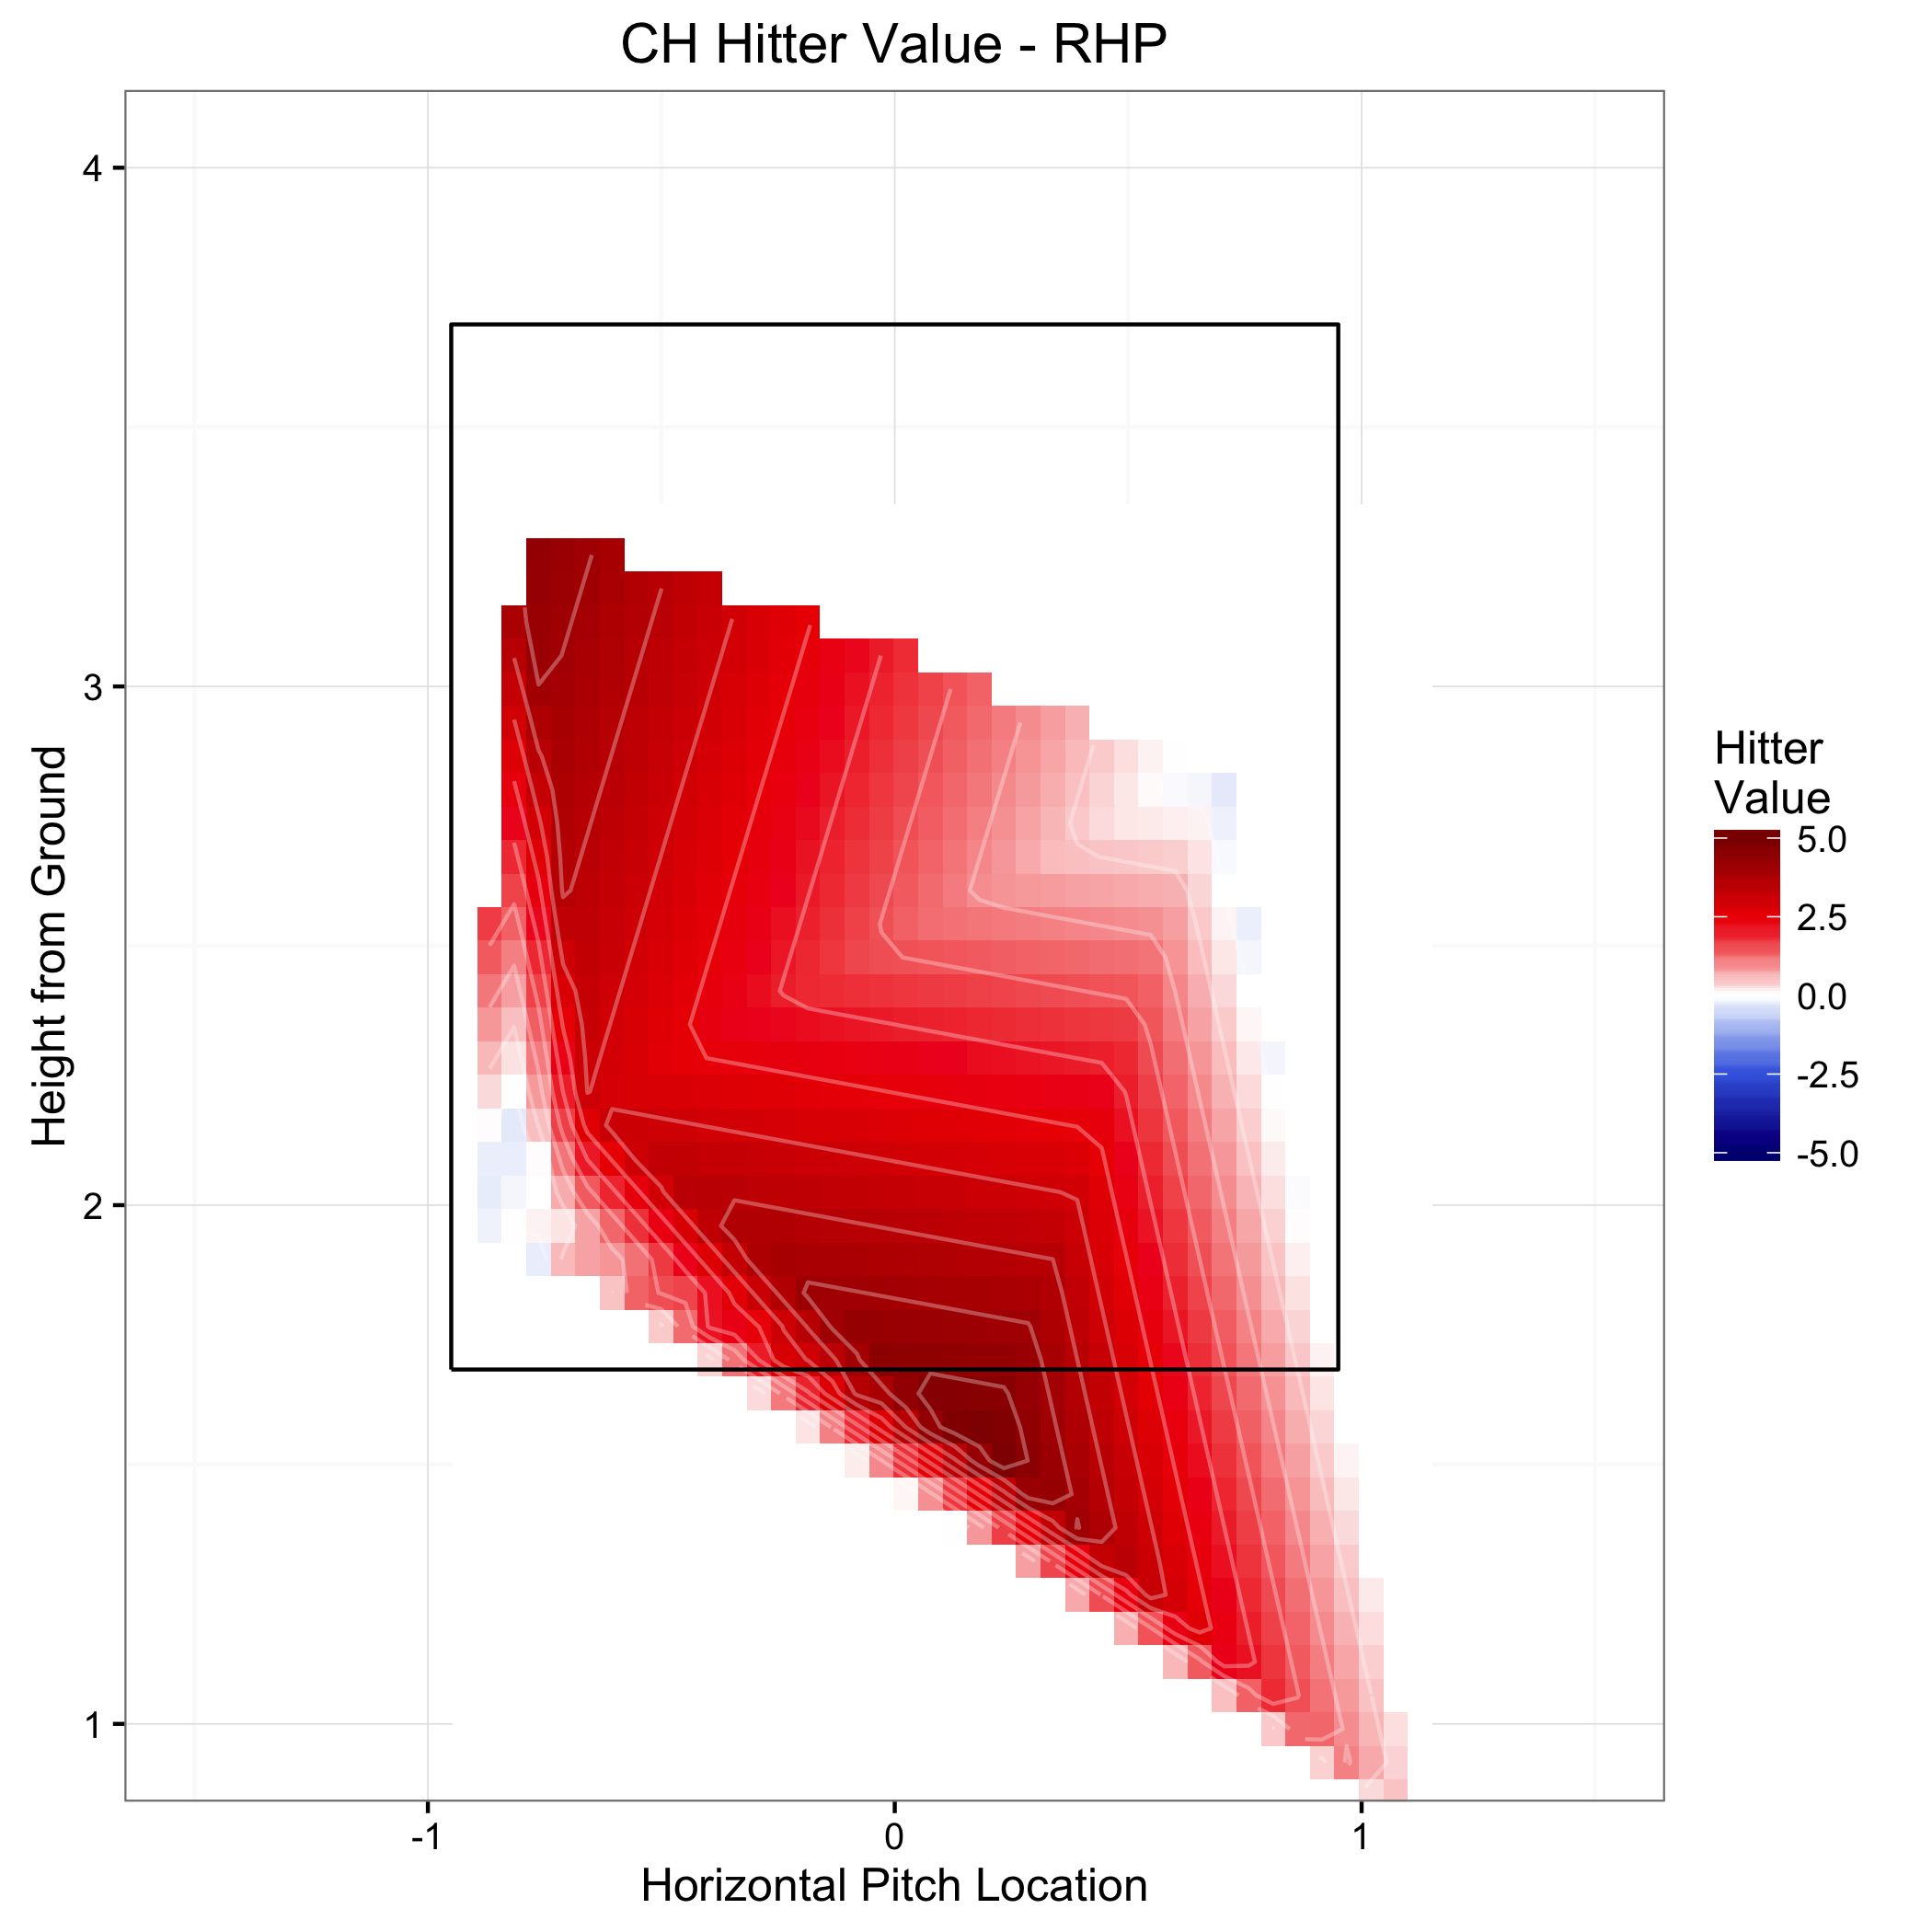 CH Hitter Value - RHP
4
3
2
1
Height from Ground
-1 0 1
Horizontal Pitch Location
Hitter
Value
5.0
2.5
0.0
-2.5
-5.0